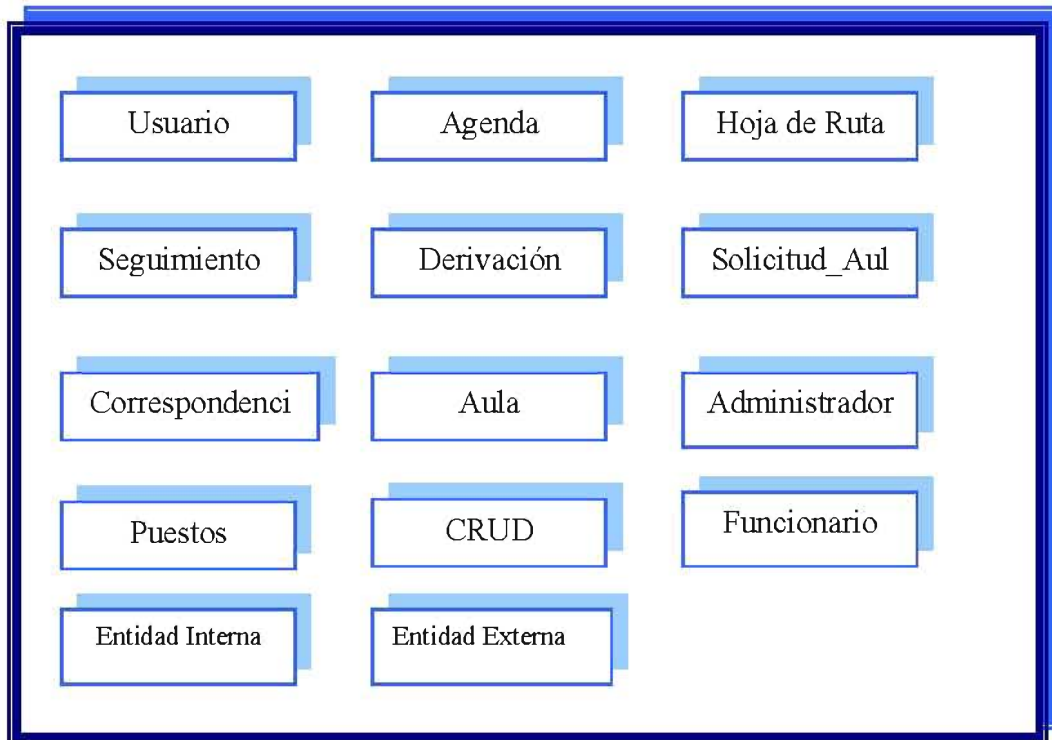 Usuario
Agenda
Hoja de Ruta
Seguimiento
Derivación
Solicitud_Aul
Correspondenci
Aula
Administrador
Puestos
CRUD
Funcionario
Entidad Interna
Entidad Externa